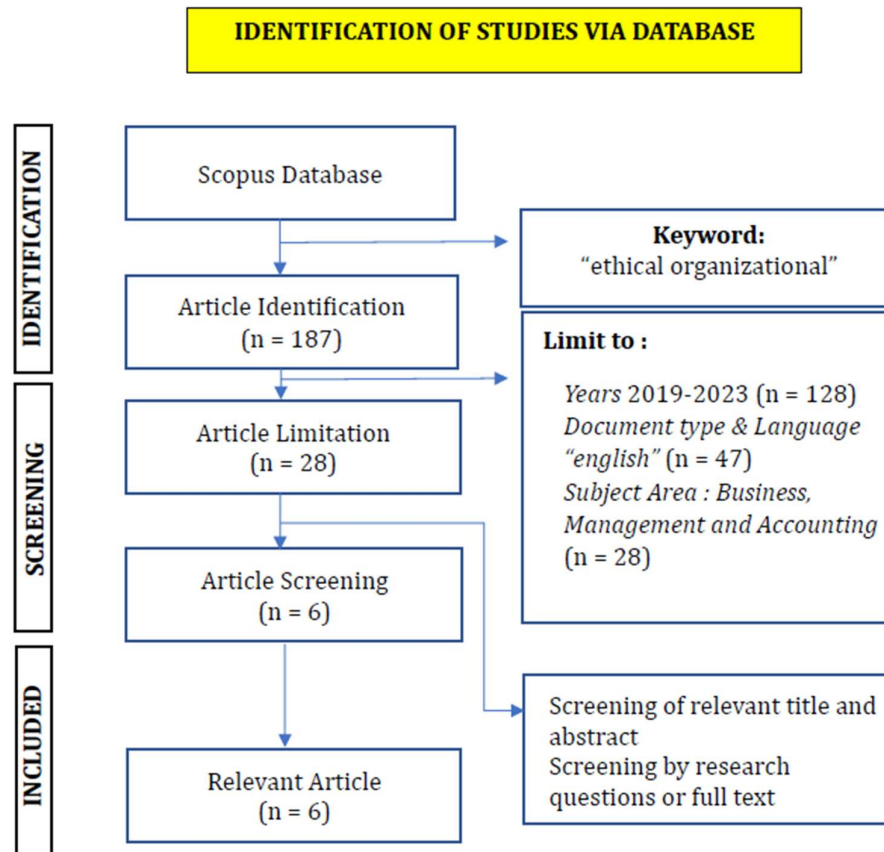 IDENTIFICATION OF STUDIES VIA DATABASE
IDENTIFICATION
Scopus Database
Keyword:
“ethical organizational”
Article Identification
(n = 187)
Limit to :
Years 2019-2023 (n = 128)
Document type & Language
“english” (n = 47)
Subject Area : Business,
Management and Accounting
(n = 28)
SCREENING
Article Limitation
(n = 28)
Article Screening
(n = 6)
Screening of relevant title and
abstract
Screening by research
questions or full text
INCLUDED
Relevant Article
(n = 6)